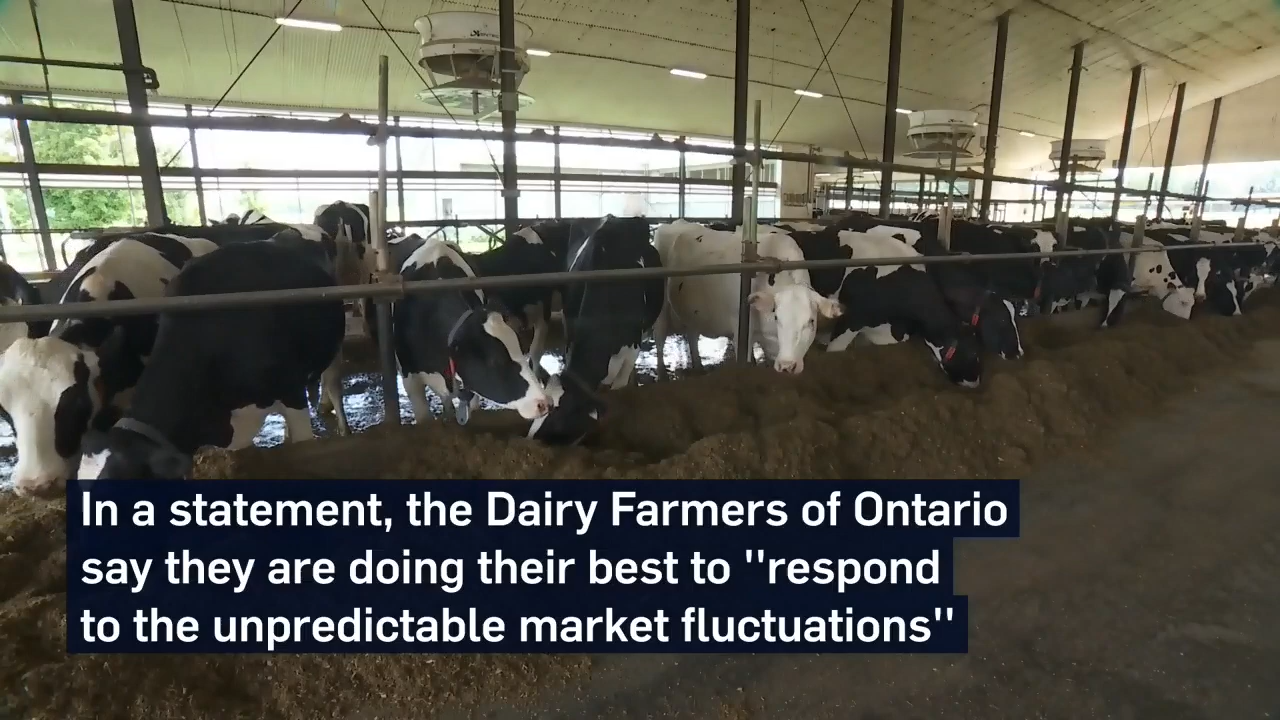 In a statement, the Dairy Farmers of Ontario
say they are doing their best to ''respond
to the unpredictable market fluctuations''